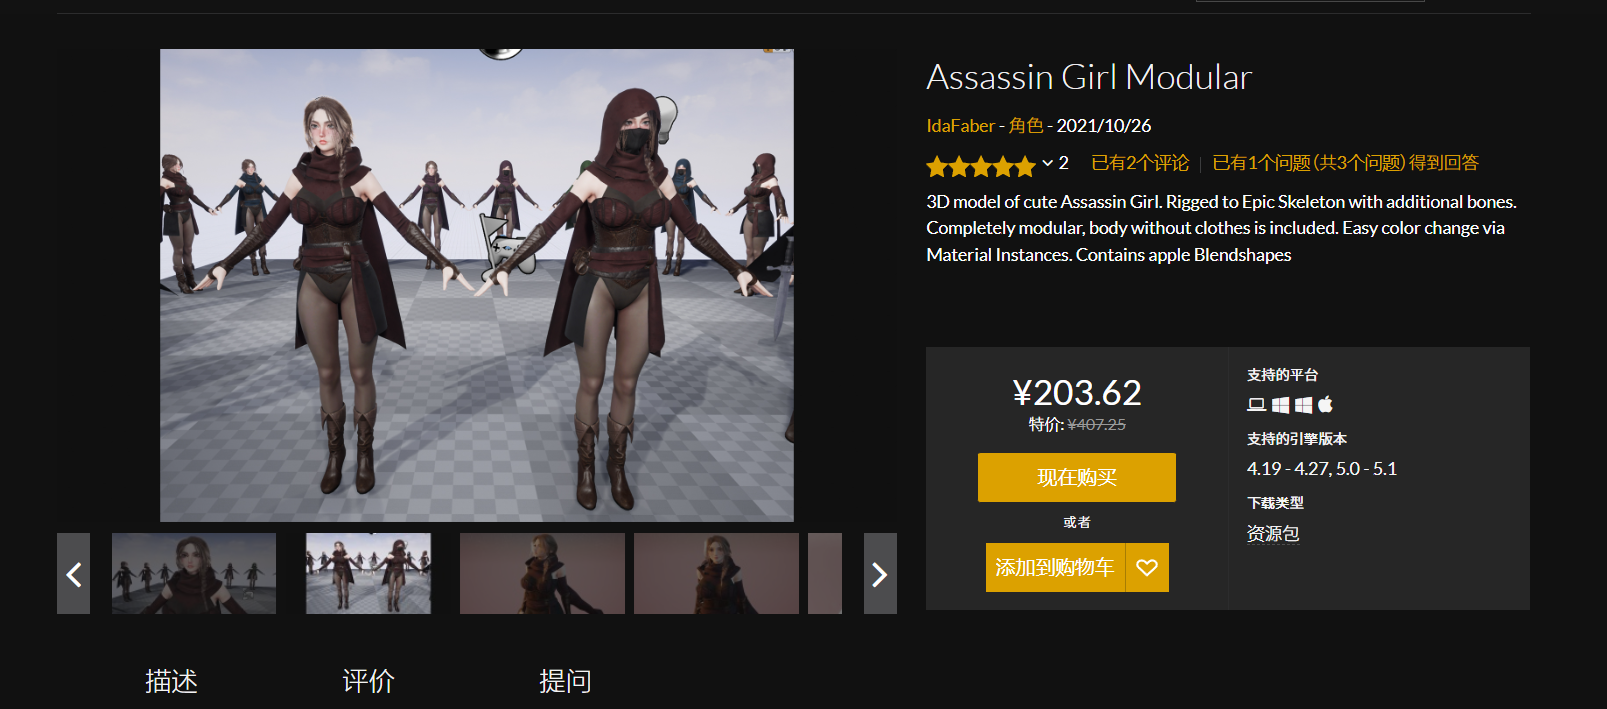 Assassin Girl Modular
IdaFaber - 角色 - 2021/10/26
2 已有2个评论 已有1个问题(共3个问题)得到回答
3D model of cute Assassin Girl. Rigged to Epic Skeleton with additional bones.
Completely modular, body without clothes is included. Easy color change via
Material Instances. Contains apple Blendshapes
¥203.62
特价: ¥407.25
现在购买
或者
添加到购物车
支持的平台
支持的引擎版本
4.19 - 4.27, 5.0 - 5.1
下载类型
资源包
描述 评价 提问